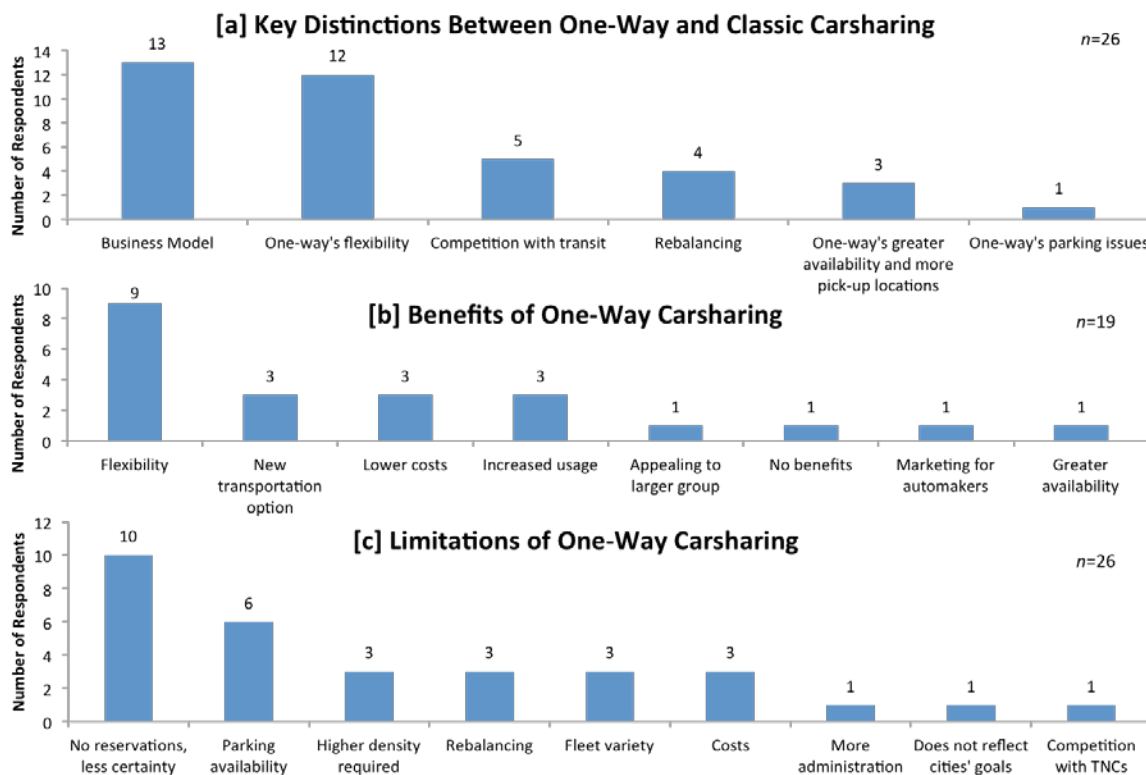 [a] Key Distinctions Between One-Way and Classic Carsharing
n=26
Number of Respondents
14
12
10
8
6
4
2
0
13
12
5
4
3
1
Business Model
One-way's flexibility
Competition with transit
Rebalancing
One-way's greater
availability and more
pick-up locations
One-way's parking issues
[b] Benefits of One-Way Carsharing
n=19
Number of Respondents
10
8
6
4
2
0
9
3
3
3
1
1
1
1
Flexibility
New
transportation
option
Lower costs
Increased usage
Appealing to
larger group
No benefits
Marketing for
automakers
Greater
availability
[c] Limitations of One-Way Carsharing
n=26
Number of Respondents
12
10
8
6
4
2
0
10
6
3
3
3
3
1
1
1
No reservations,
less certainty
Parking
availability
Higher density
required
Rebalancing
Fleet variety
Costs
More
administration
Does not reflect
cities' goals
Competition
with TNCs